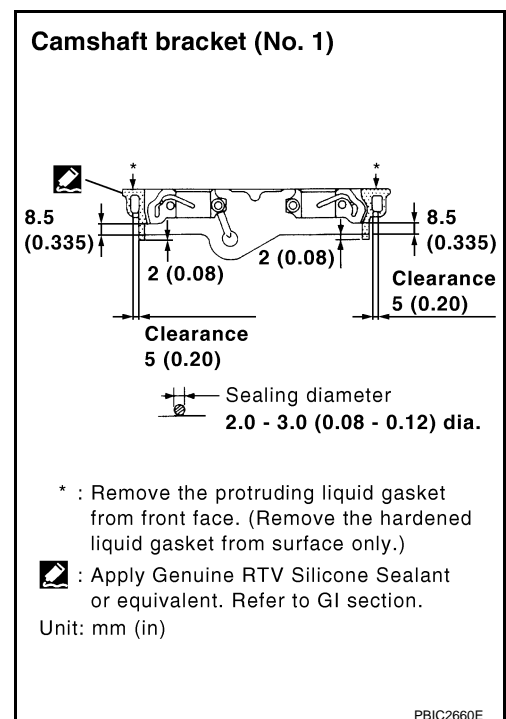 Camshaft bracket (No. 1)
*
*
8.5
(0.335)
8.5
(0.335)
2 (0.08)
2 (0.08)
Clearance
5 (0.20)
Clearance
5 (0.20)
Sealing diameter
2.0 - 3.0 (0.08 - 0.12) dia.
* : Remove the protruding liquid gasket
from front face. (Remove the hardened
liquid gasket from surface only.)
: Apply Genuine RTV Silicone Sealant
or equivalent. Refer to GI section.
Unit: mm (in)
PBIC2660E